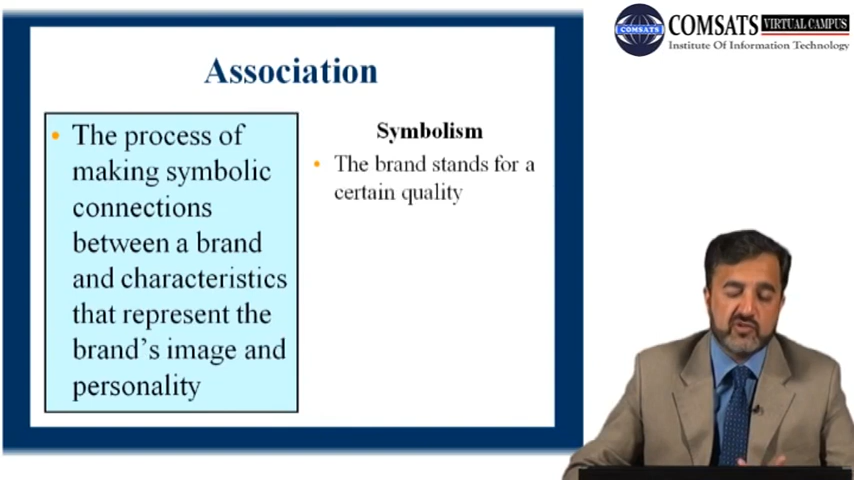 COMSATS VIRTUAL CAMPUS
COMSATS
Institute Of Information Technology
Association
• The process of
making symbolic
connections
between a brand
and characteristics
that represent the
brand's image and
personality
Symbolism
• The brand stands for a
certain quality